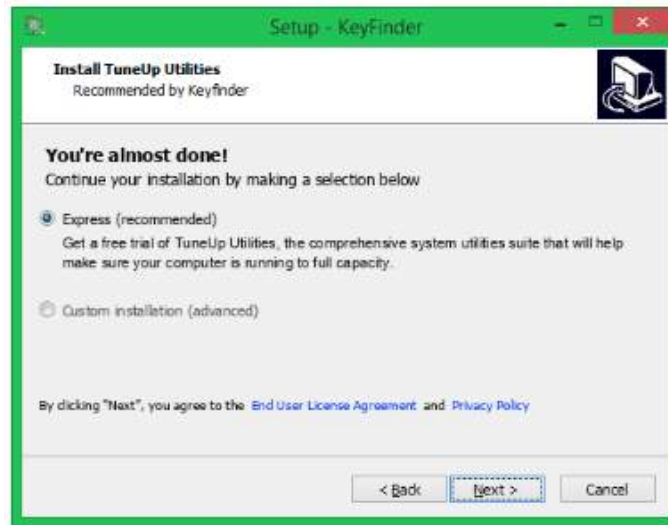 Setup - KeyFinder
Install TuneUp Utilities
Recommended by Keyfinder
You're almost done!
Continue your installation by making a selection below
Express (recommended)
Get a free trial of TuneUp Utilities, the comprehensive system utilities suite that will help
make sure your computer is running to full capacity.
Custom installation (advanced)
By clicking "Next", you agree to the End User License Agreement and Privacy Policy
< Back Next > Cancel